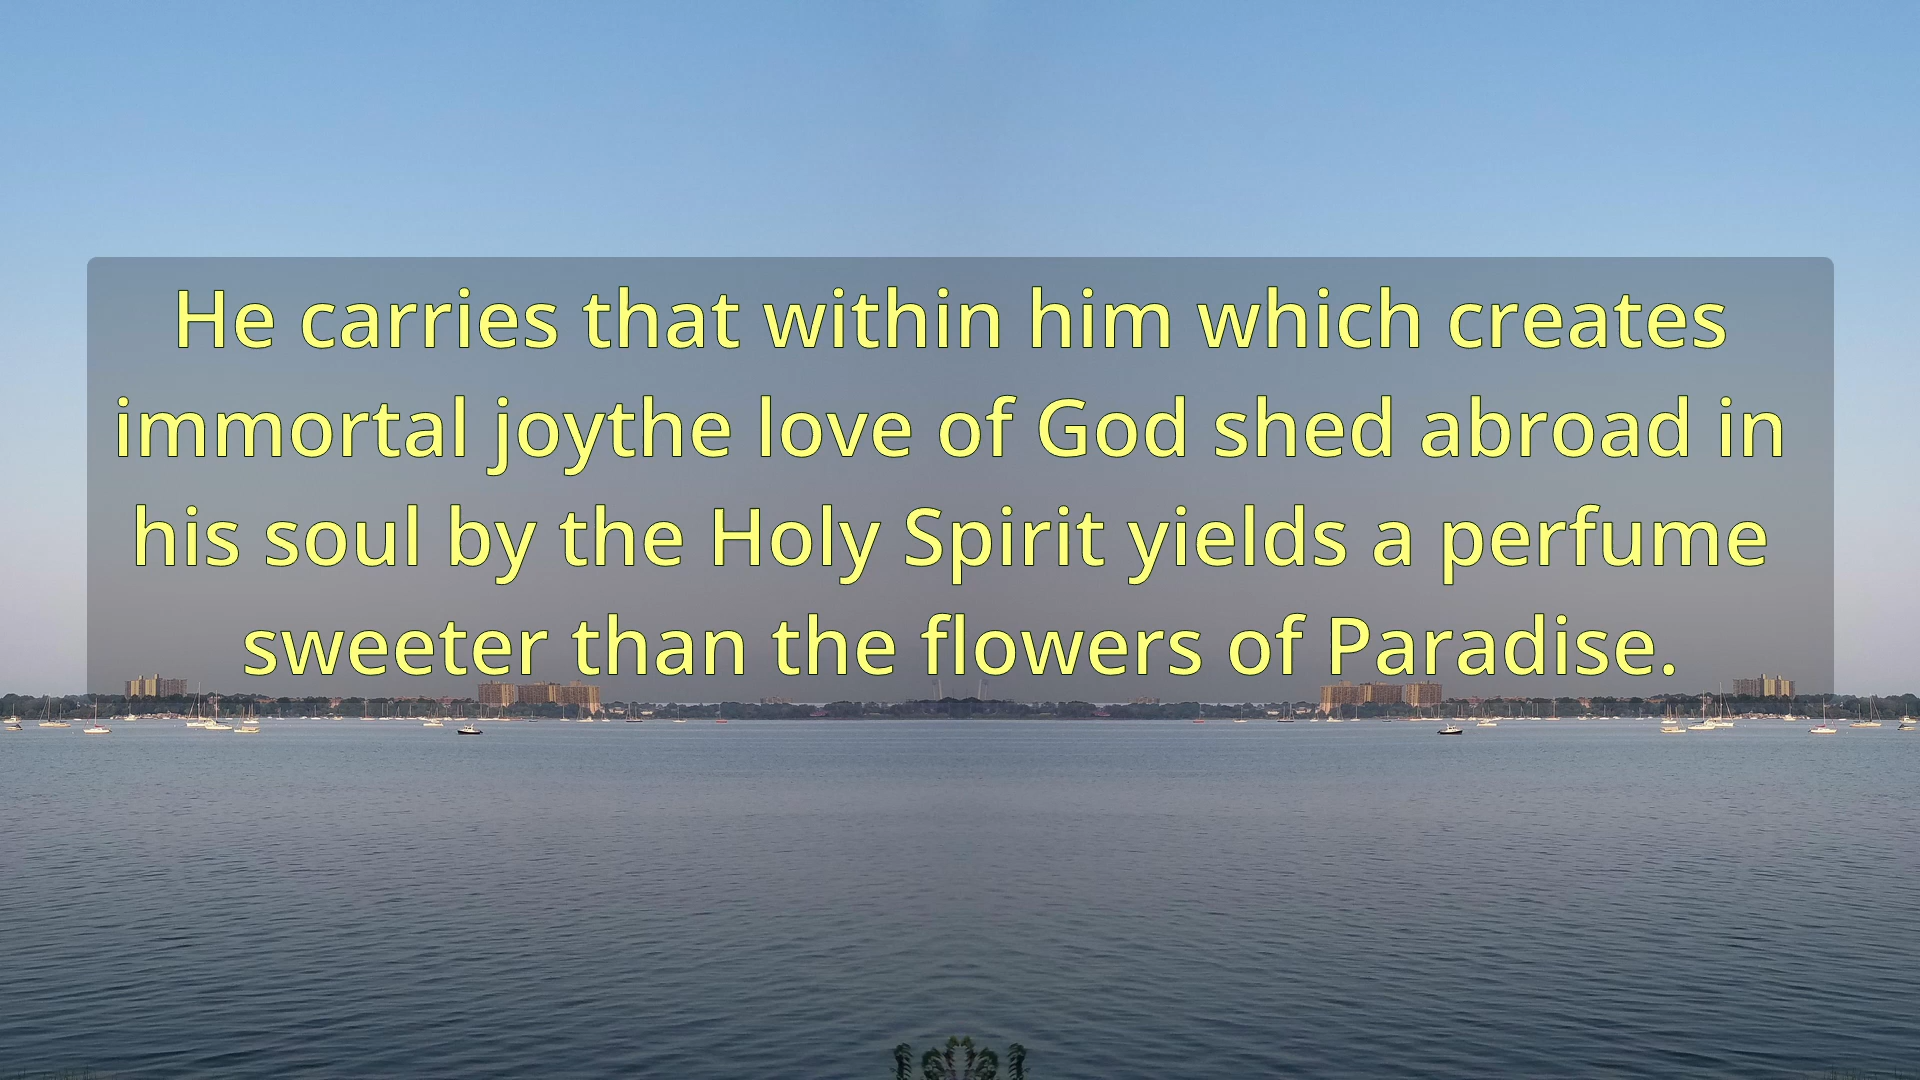 He carries that within him which creates
immortal joythe love of God shed abroad in
his soul by the Holy Spirit yields a perfume
sweeter than the flowers of Paradise.